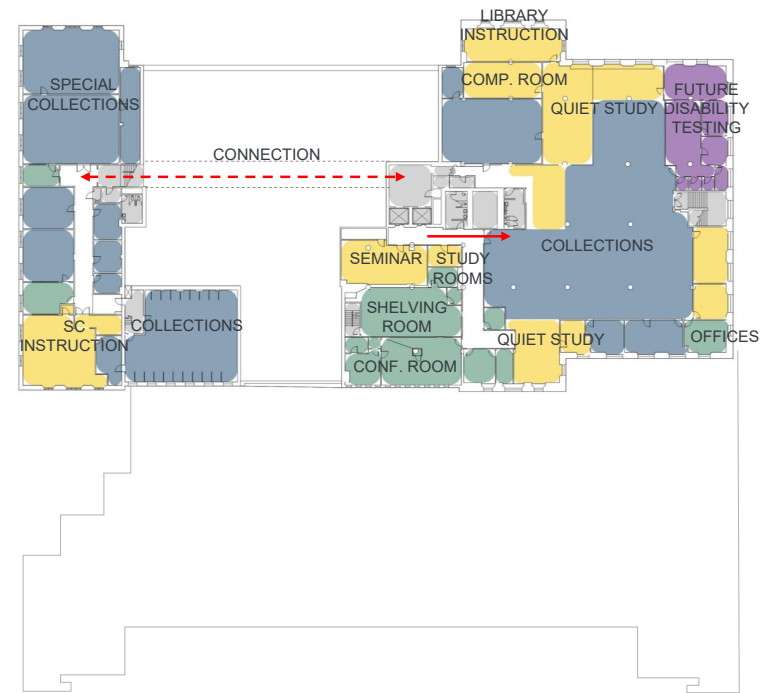 LIBRARY
INSTRUCTION
COMP. ROOM
SPECIAL
COLLECTIONS
QUIET STUDY
FUTURE
DISABILITY
TESTING
CONNECTION
SEMINAR
STUDY
ROOMS
COLLECTIONS
SHELVING
ROOM
SC
INSTRUCTION
COLLECTIONS
QUIET STUDY
OFFICES
CONF. ROOM